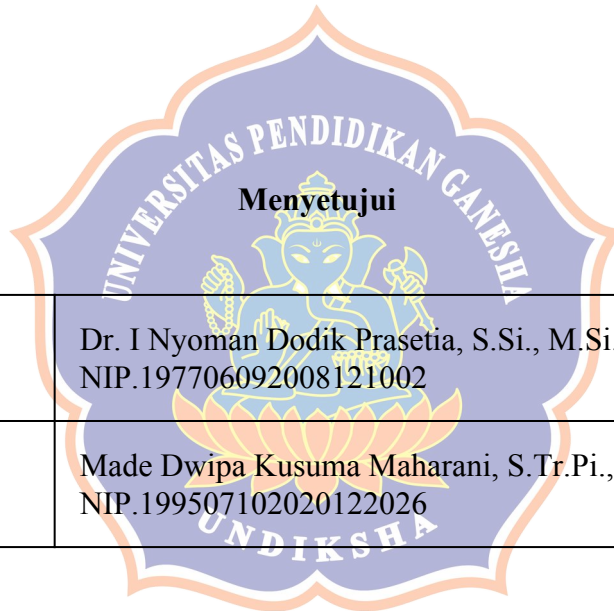 UNIVERSITAS PENDIDIKAN GANESHA
Menyetujui
Dr. I Nyoman Dodik Prasetia, S.Si., M.Si.
NIP.197706092008121002
Made Dwipa Kusuma Maharani, S.Tr.Pi.,
NIP.199507102020122026
UNDIKSHA